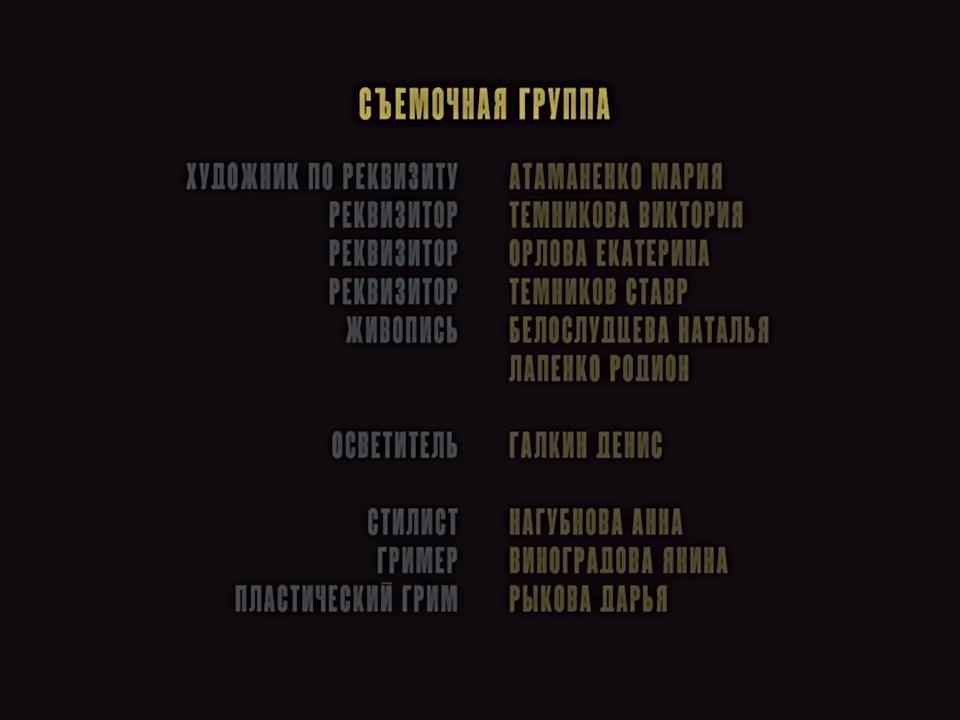 СЪЕМОЧНАЯ ГРУППА
ХУДОЖНИК ПО РЕКВИЗИТУ АТАМАНЕНКО МАРИЯ
РЕКВИЗИТОР ТЕМНИКОВА ВИКТОРИЯ
РЕКВИЗИТОР ОРЛОВА ЕКАТЕРИНА
РЕКВИЗИТОР ТЕМНИКОВ СТАВР
ЖИВОПИСЬ БЕЛОСЛУДЦЕВА НАТАЛЬЯ
ЛАПЕНКО РОДИОН
ОСВЕТИТЕЛЬ ГАЛКИН ДЕНИС
СТИЛИСТ НАГУБНОВА АННА
ГРИМЕР ВИНОГРАДОВА ЯНИНА
ПЛАСТИЧЕСКИЙ ГРИМ РЫКОВА ДАРЬЯ